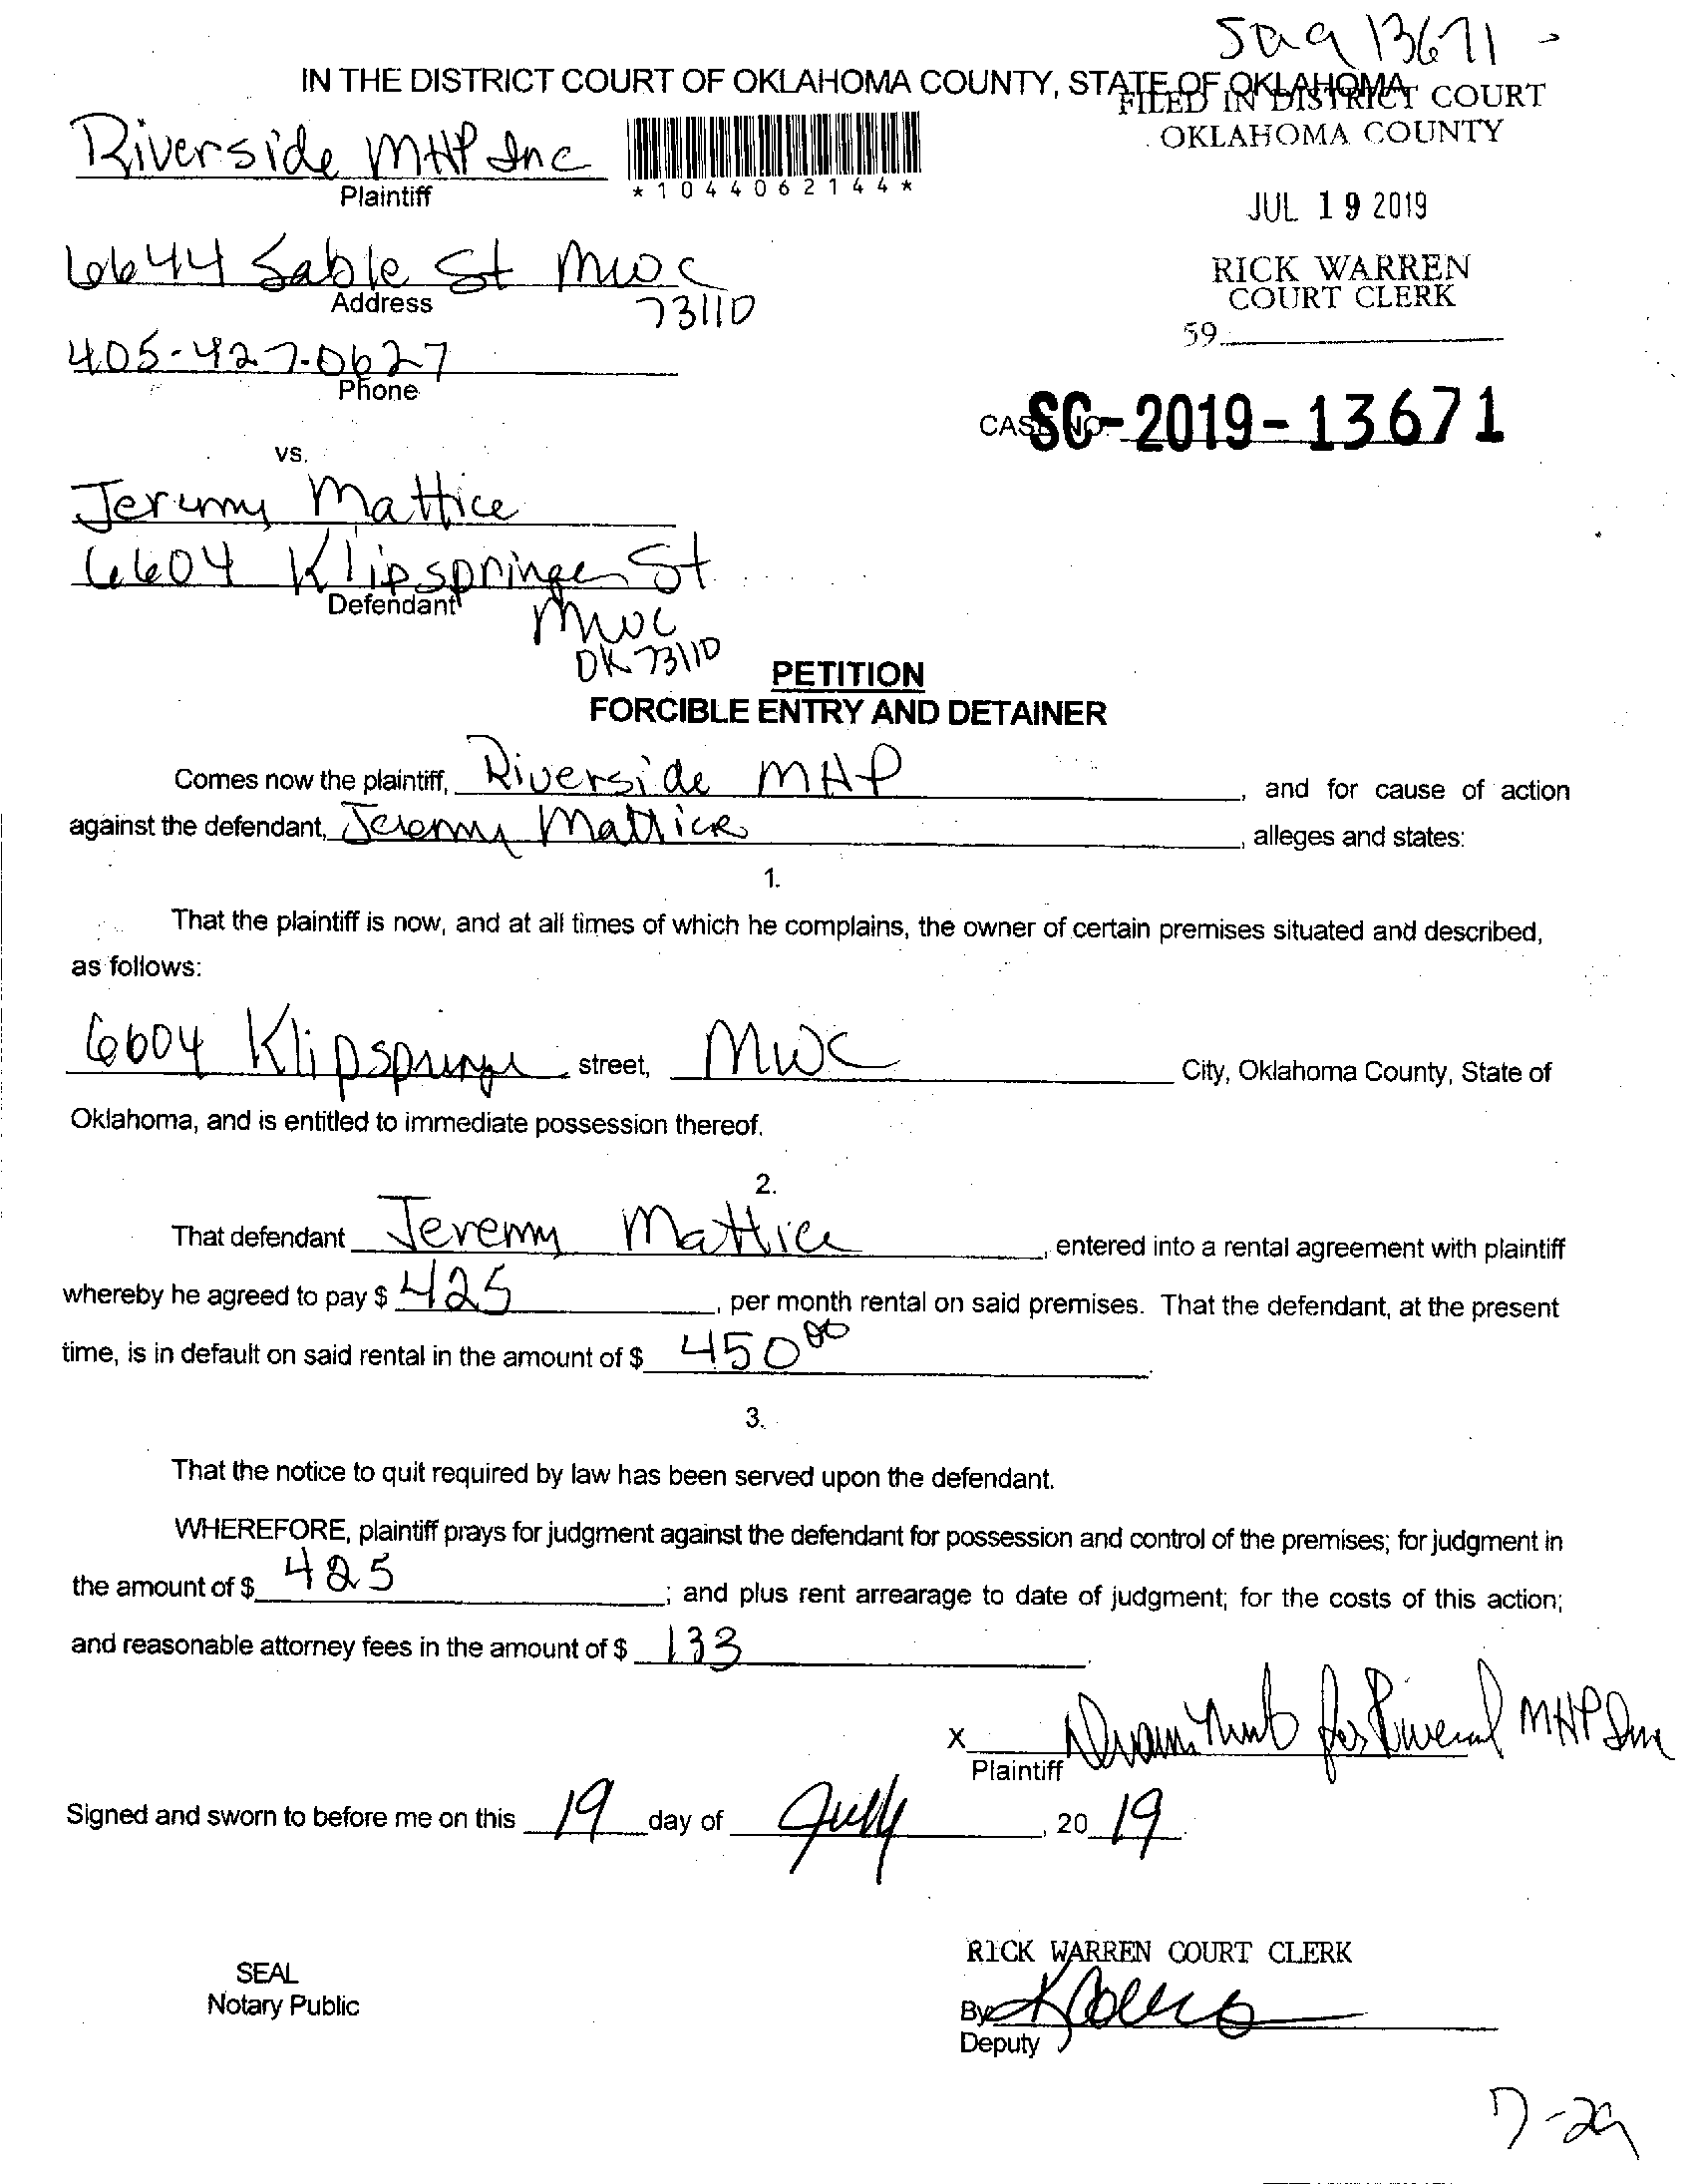 13671
IN THE DISTRICT COURT OF OKLAHOMA COUNTY, STATE OF OKLAHOMA
FILED IN DISTRICT COURT
OKLAHOMA COUNTY
Riverside MHP Inc
Plaintiff
*1044062144*
JUL 19 2019
6644 Sable St MWC
Address
73110
RICK WARREN
COURT CLERK
59
405-427-0627
Phone
CASE NO. SC-2019-13671
vs.
Jeremy Mattice
6604 Klipspringer St
Defendant
MWC
OK 73110
PETITION
FORCIBLE ENTRY AND DETAINER
Comes now the plaintiff, Riverside MHP, and for cause of action
against the defendant, Jeremy Mattice, alleges and states:
1.
That the plaintiff is now, and at all times of which he complains, the owner of certain premises situated and described,
as follows:
6604 Klipspringe street, MWC City, Oklahoma County, State of
Oklahoma, and is entitled to immediate possession thereof.
2.
That defendant Jeremy Mattice, entered into a rental agreement with plaintiff
whereby he agreed to pay $ 425, per month rental on said premises. That the defendant, at the present
time, is in default on said rental in the amount of $ 450 00.
3.
That the notice to quit required by law has been served upon the defendant.
WHEREFORE, plaintiff prays for judgment against the defendant for possession and control of the premises; for judgment in
the amount of $ 425; and plus rent arrearage to date of judgment; for the costs of this action;
and reasonable attorney fees in the amount of $ 133.
X for MHP Inc
Plaintiff
Signed and sworn to before me on this 19 day of July, 20 19.
RICK WARREN COURT CLERK
SEAL
Notary Public
By
Deputy
7-29